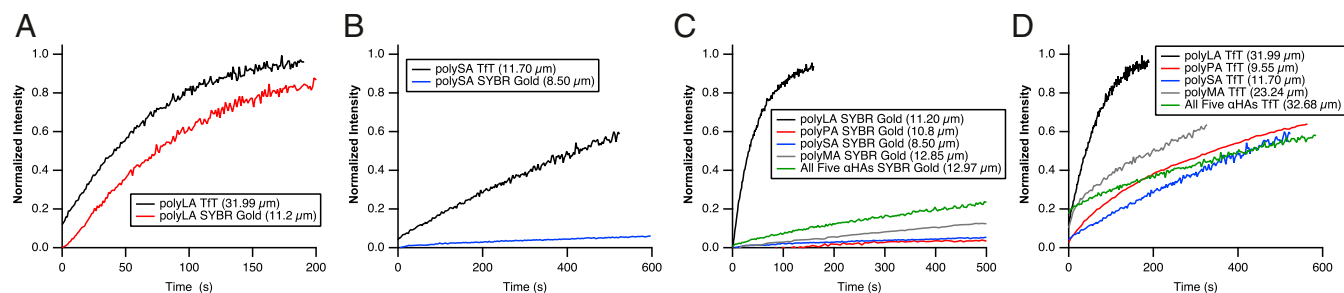 A
Normalized Intensity
1.0
0.8
0.6
0.4
0.2
0.0
polyLA TfT (31.99 µm)
polyLA SYBR Gold (11.2 µm)
0 50 100 150 200
Time (s)
B
Normalized Intensity
1.0
0.8
0.6
0.4
0.2
0.0
polySA TfT (11.70 µm)
polySA SYBR Gold (8.50 µm)
0 200 400 600
Time (s)
C
Normalized Intensity
1.0
0.8
0.6
0.4
0.2
0.0
polyLA SYBR Gold (11.20 µm)
polyPA SYBR Gold (10.8 µm)
polySA SYBR Gold (8.50 µm)
polyMA SYBR Gold (12.85 µm)
All Five αHAs SYBR Gold (12.97 µm)
0 100 200 300 400 500
Time (s)
D
Normalized Intensity
1.0
0.8
0.6
0.4
0.2
0.0
polyLA TfT (31.99 µm)
polyPA TfT (9.55 µm)
polySA TfT (11.70 µm)
polyMA TfT (23.24 µm)
All Five αHAs TfT (32.68 µm)
0 200 400 600
Time (s)